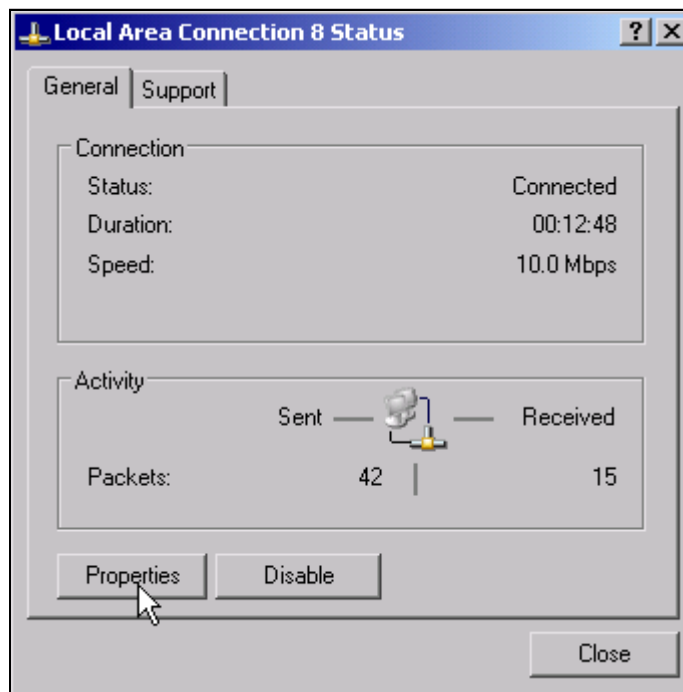 Local Area Connection 8 Status
General Support
Connection
Status: Connected
Duration: 00:12:48
Speed: 10.0 Mbps
Activity
Sent Received
Packets: 42 15
Properties Disable
Close